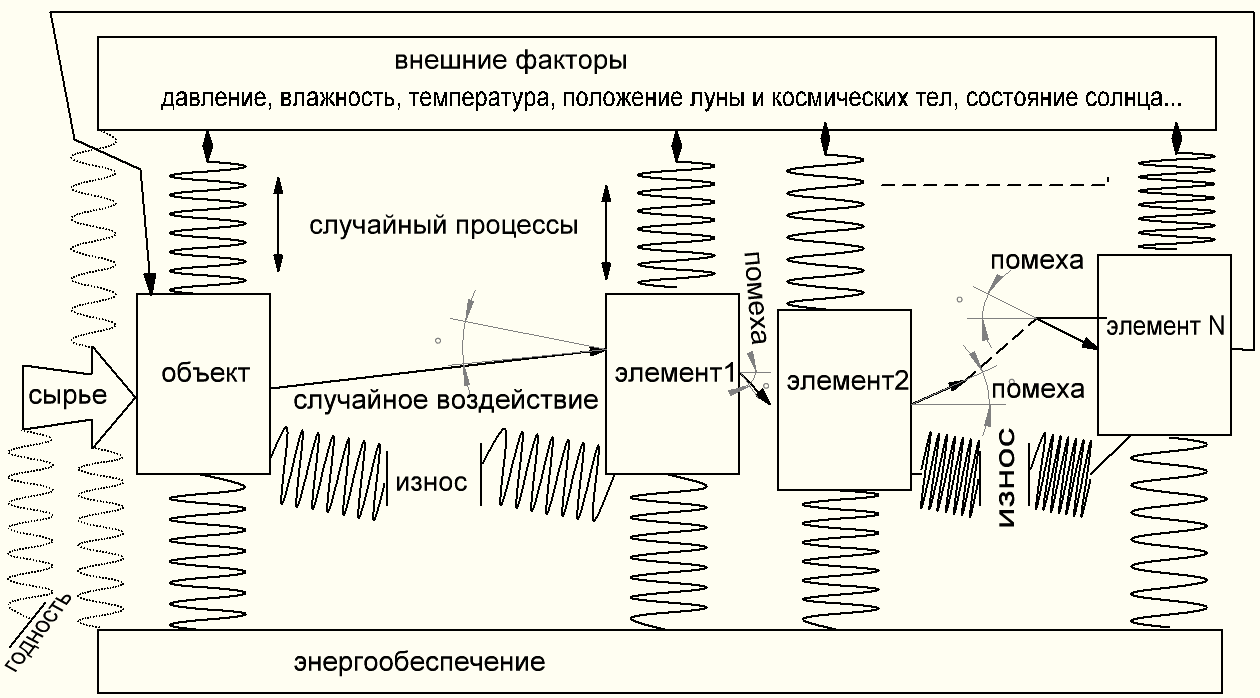 внешние факторы
давление, влажность, температура, положение луны и космических тел, состояние солнца...
случайный процессы
помеха
помеха
объект
элемент1
элемент2
элемент N
сырье
случайное воздействие
помеха
износ
износ
годность
энергообеспечение